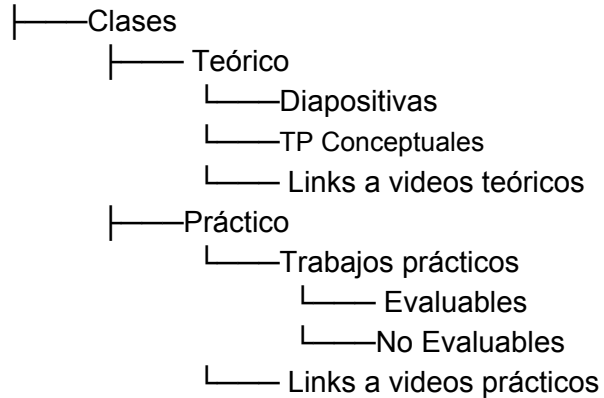 Clases
Teórico
Diapositivas
TP Conceptuales
Links a videos teóricos
Práctico
Trabajos prácticos
Evaluables
No Evaluables
Links a videos prácticos